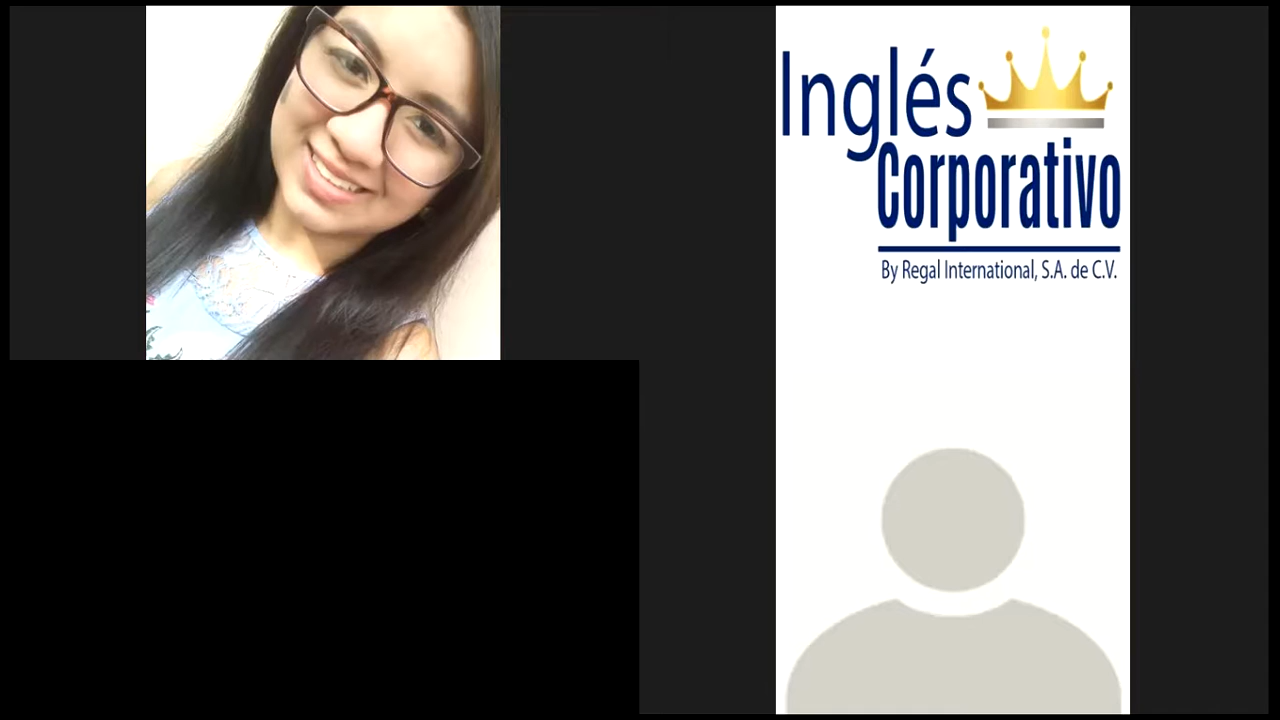 Inglés
Corporativo
By Regal International, S.A. de C.V.